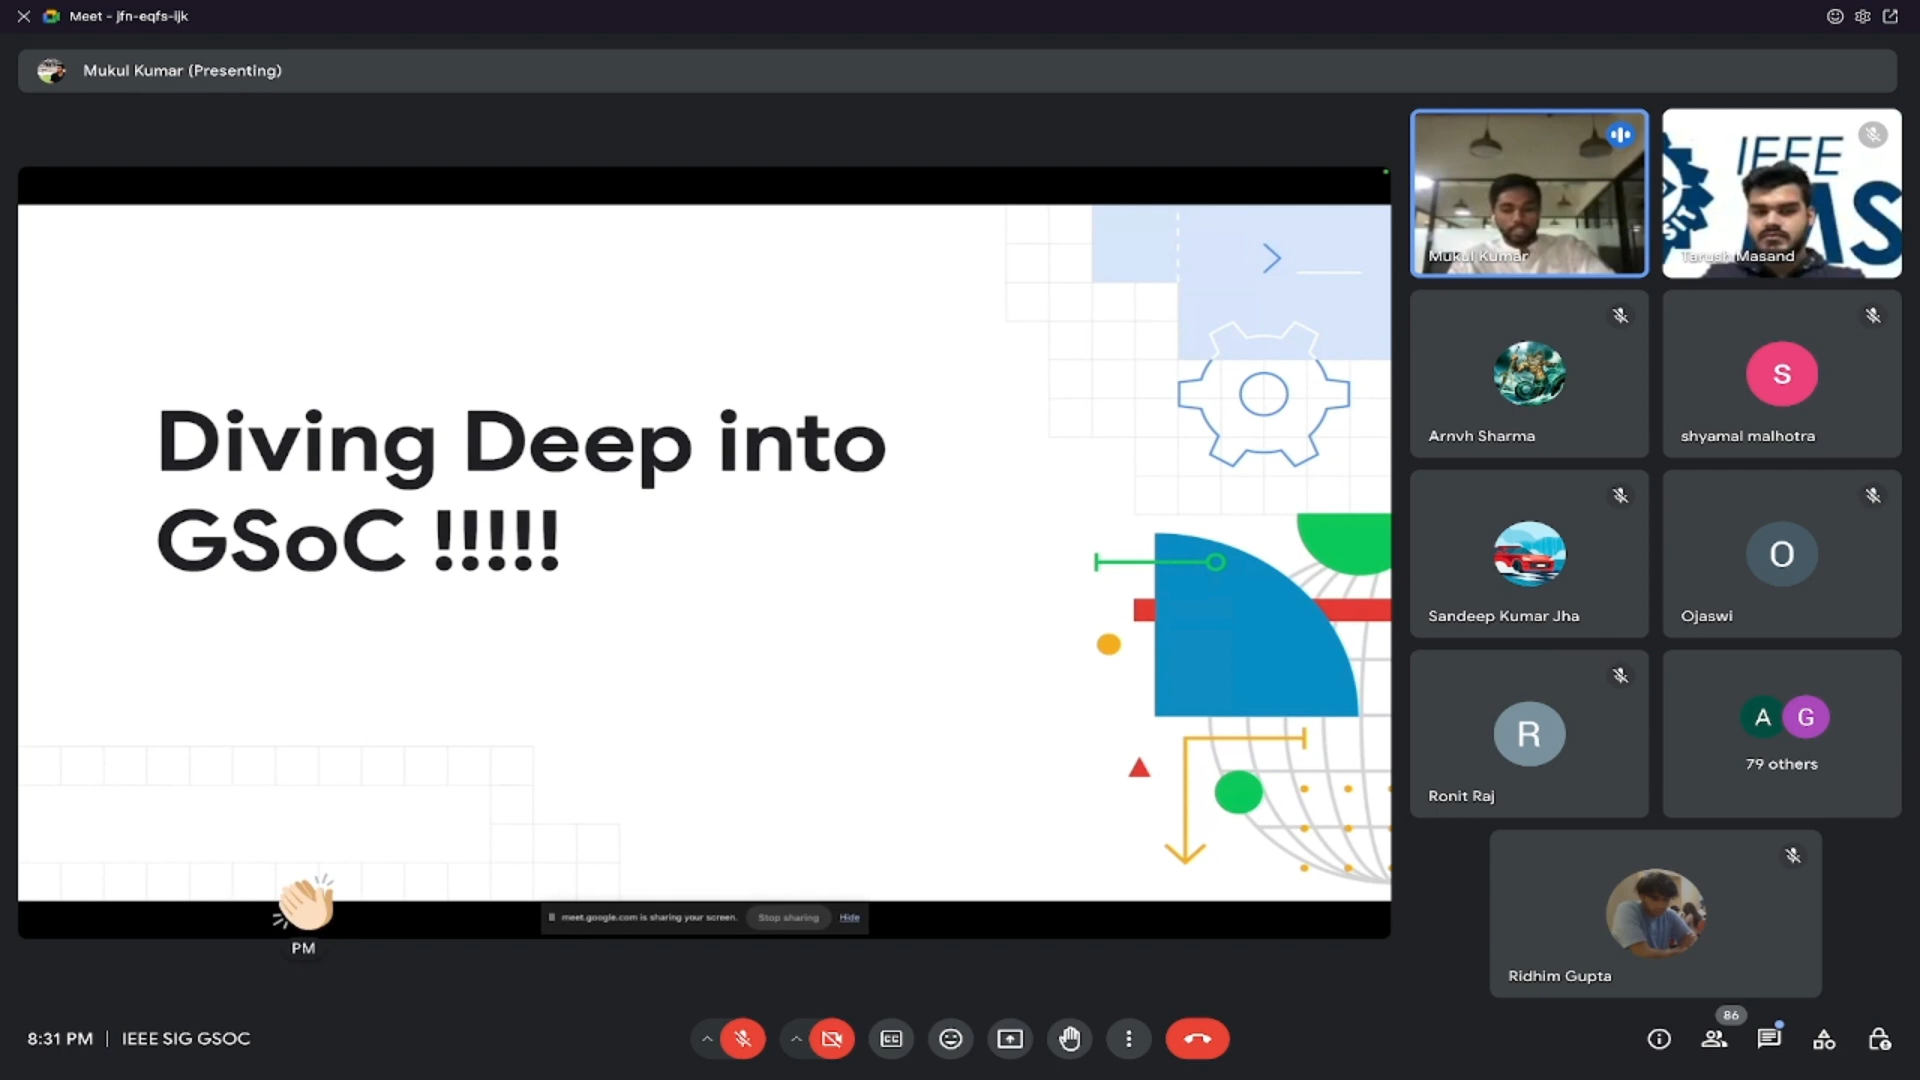 Meet - jfn-eqfs-ijk
Mukul Kumar (Presenting)
Diving Deep into
GSoC !!!!!
meet.google.com is sharing your screen.
Stop sharing
Hide
PM
Mukul Kumar
IEEE
Tarush Masand
Arnvh Sharma
S
shyamal malhotra
Sandeep Kumar Jha
O
Ojaswi
R
Ronit Raj
A G
79 others
Ridhim Gupta
8:31 PM | IEEE SIG GSOC
CC
86